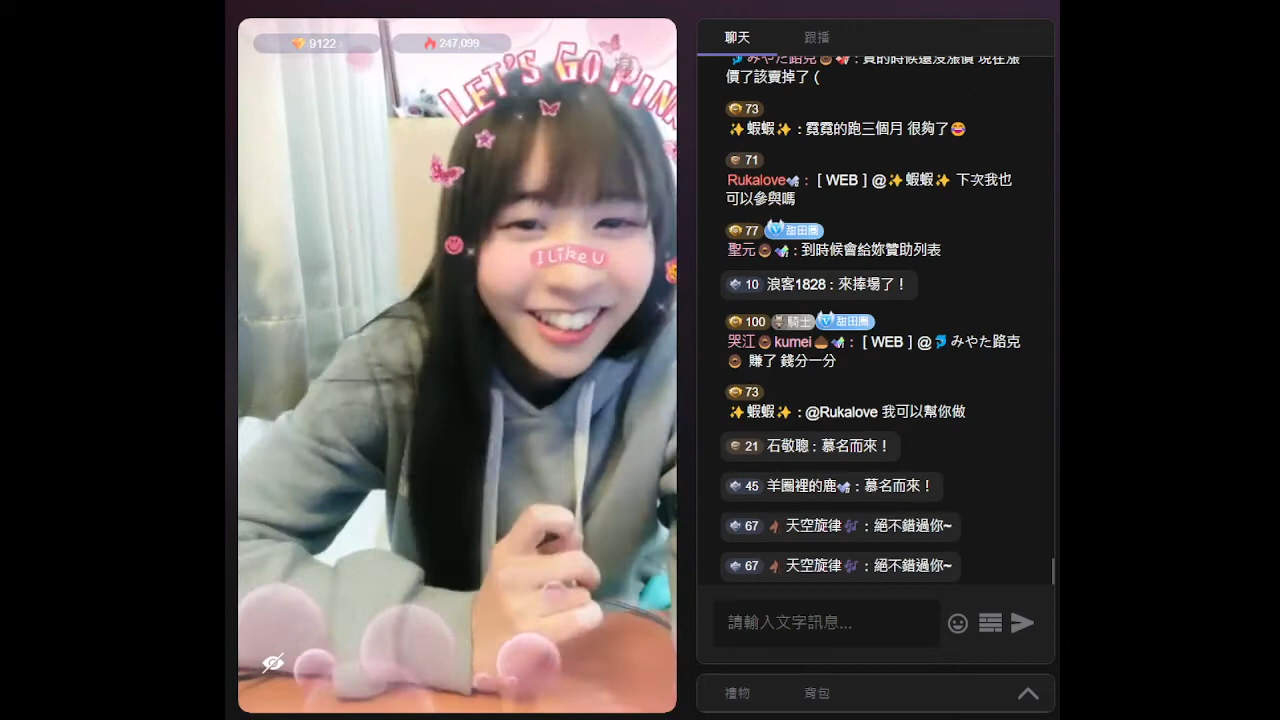 9122
247,099
LET'S GO PINK
I Like U
聊天
跟播
みやた路克 : 真的時候還沒漲價 現在漲
價了該賣掉了 (
73
✨蝦蝦✨ : 霓霓的跑三個月 很夠了😂
71
Rukalove : [ WEB ] @✨蝦蝦✨ 下次我也
可以參與嗎
77 甜田圈
聖元🍩 : 到時候會給妳贊助列表
10 浪客1828 : 來捧場了!
100 騎士 甜田圈
哭江🍩kumei🌰 : [ WEB ] @🐬みやた路克
🍩 賺了 錢分一分
73
✨蝦蝦✨ : @Rukalove 我可以幫你做
21 石敬聰 : 慕名而來!
45 羊圈裡的鹿 : 慕名而來!
67 天空旋律🎶 : 絕不錯過你~
67 天空旋律🎶 : 絕不錯過你~
請輸入文字訊息...
禮物
背包